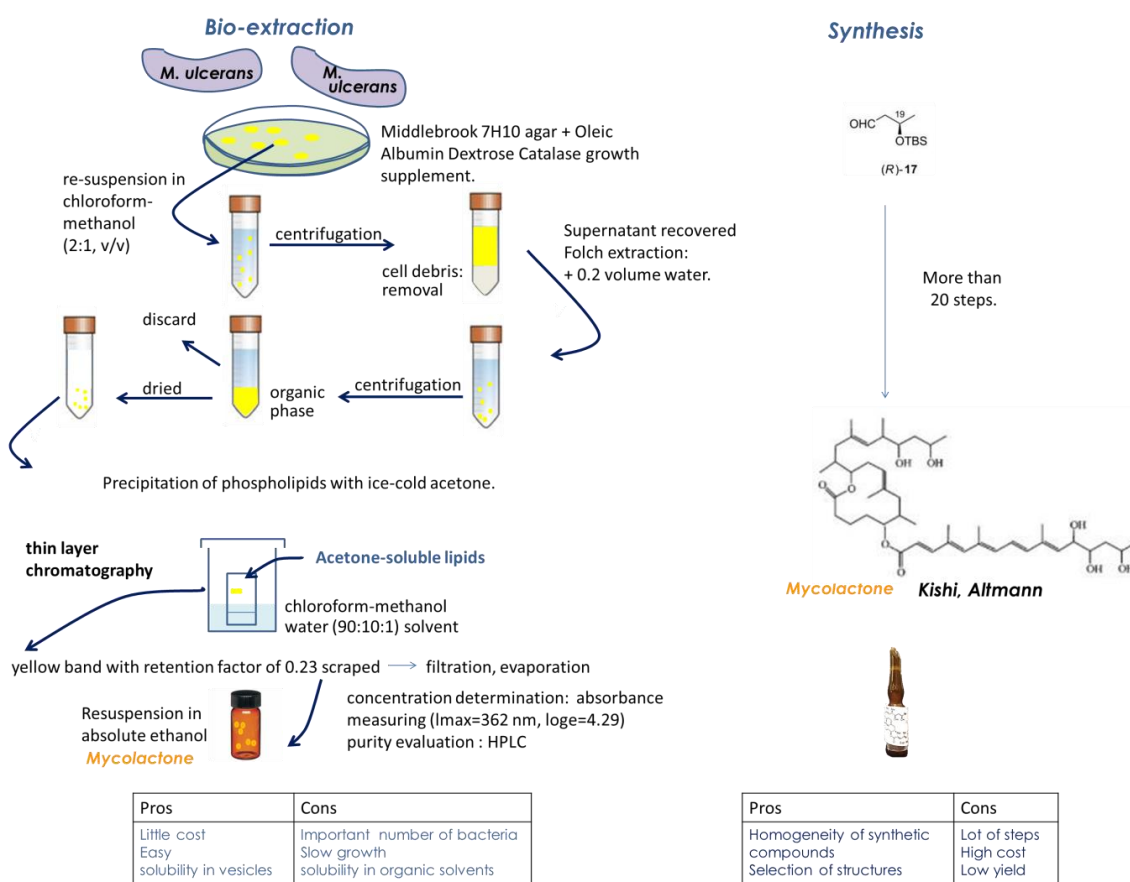 Bio-extraction
Synthesis
M. ulcerans
M.
ulcerans
Middlebrook 7H10 agar + Oleic
Albumin Dextrose Catalase growth
supplement.
re-suspension in
chloroform-
methanol
(2:1, v/v)
centrifugation
cell debris:
removal
Supernatant recovered
Folch extraction:
+ 0.2 volume water.
discard
dried
organic
phase
centrifugation
Precipitation of phospholipids with ice-cold acetone.
thin layer
chromatography
Acetone-soluble lipids
chloroform-methanol
water (90:10:1) solvent
yellow band with retention factor of 0.23 scraped
filtration, evaporation
concentration determination: absorbance
measuring (lmax=362 nm, loge=4.29)
purity evaluation : HPLC
Resuspension in
absolute ethanol
Mycolactone
Pros
Cons
Little cost
Easy
solubility in vesicles
Important number of bacteria
Slow growth
solubility in organic solvents
19
OHC
OTBS
(R)-17
More than
20 steps.
OH
OH
O
O
O
O
OH
OH
OH
Mycolactone
Kishi, Altmann
Pros
Cons
Homogeneity of synthetic
compounds
Selection of structures
Lot of steps
High cost
Low yield